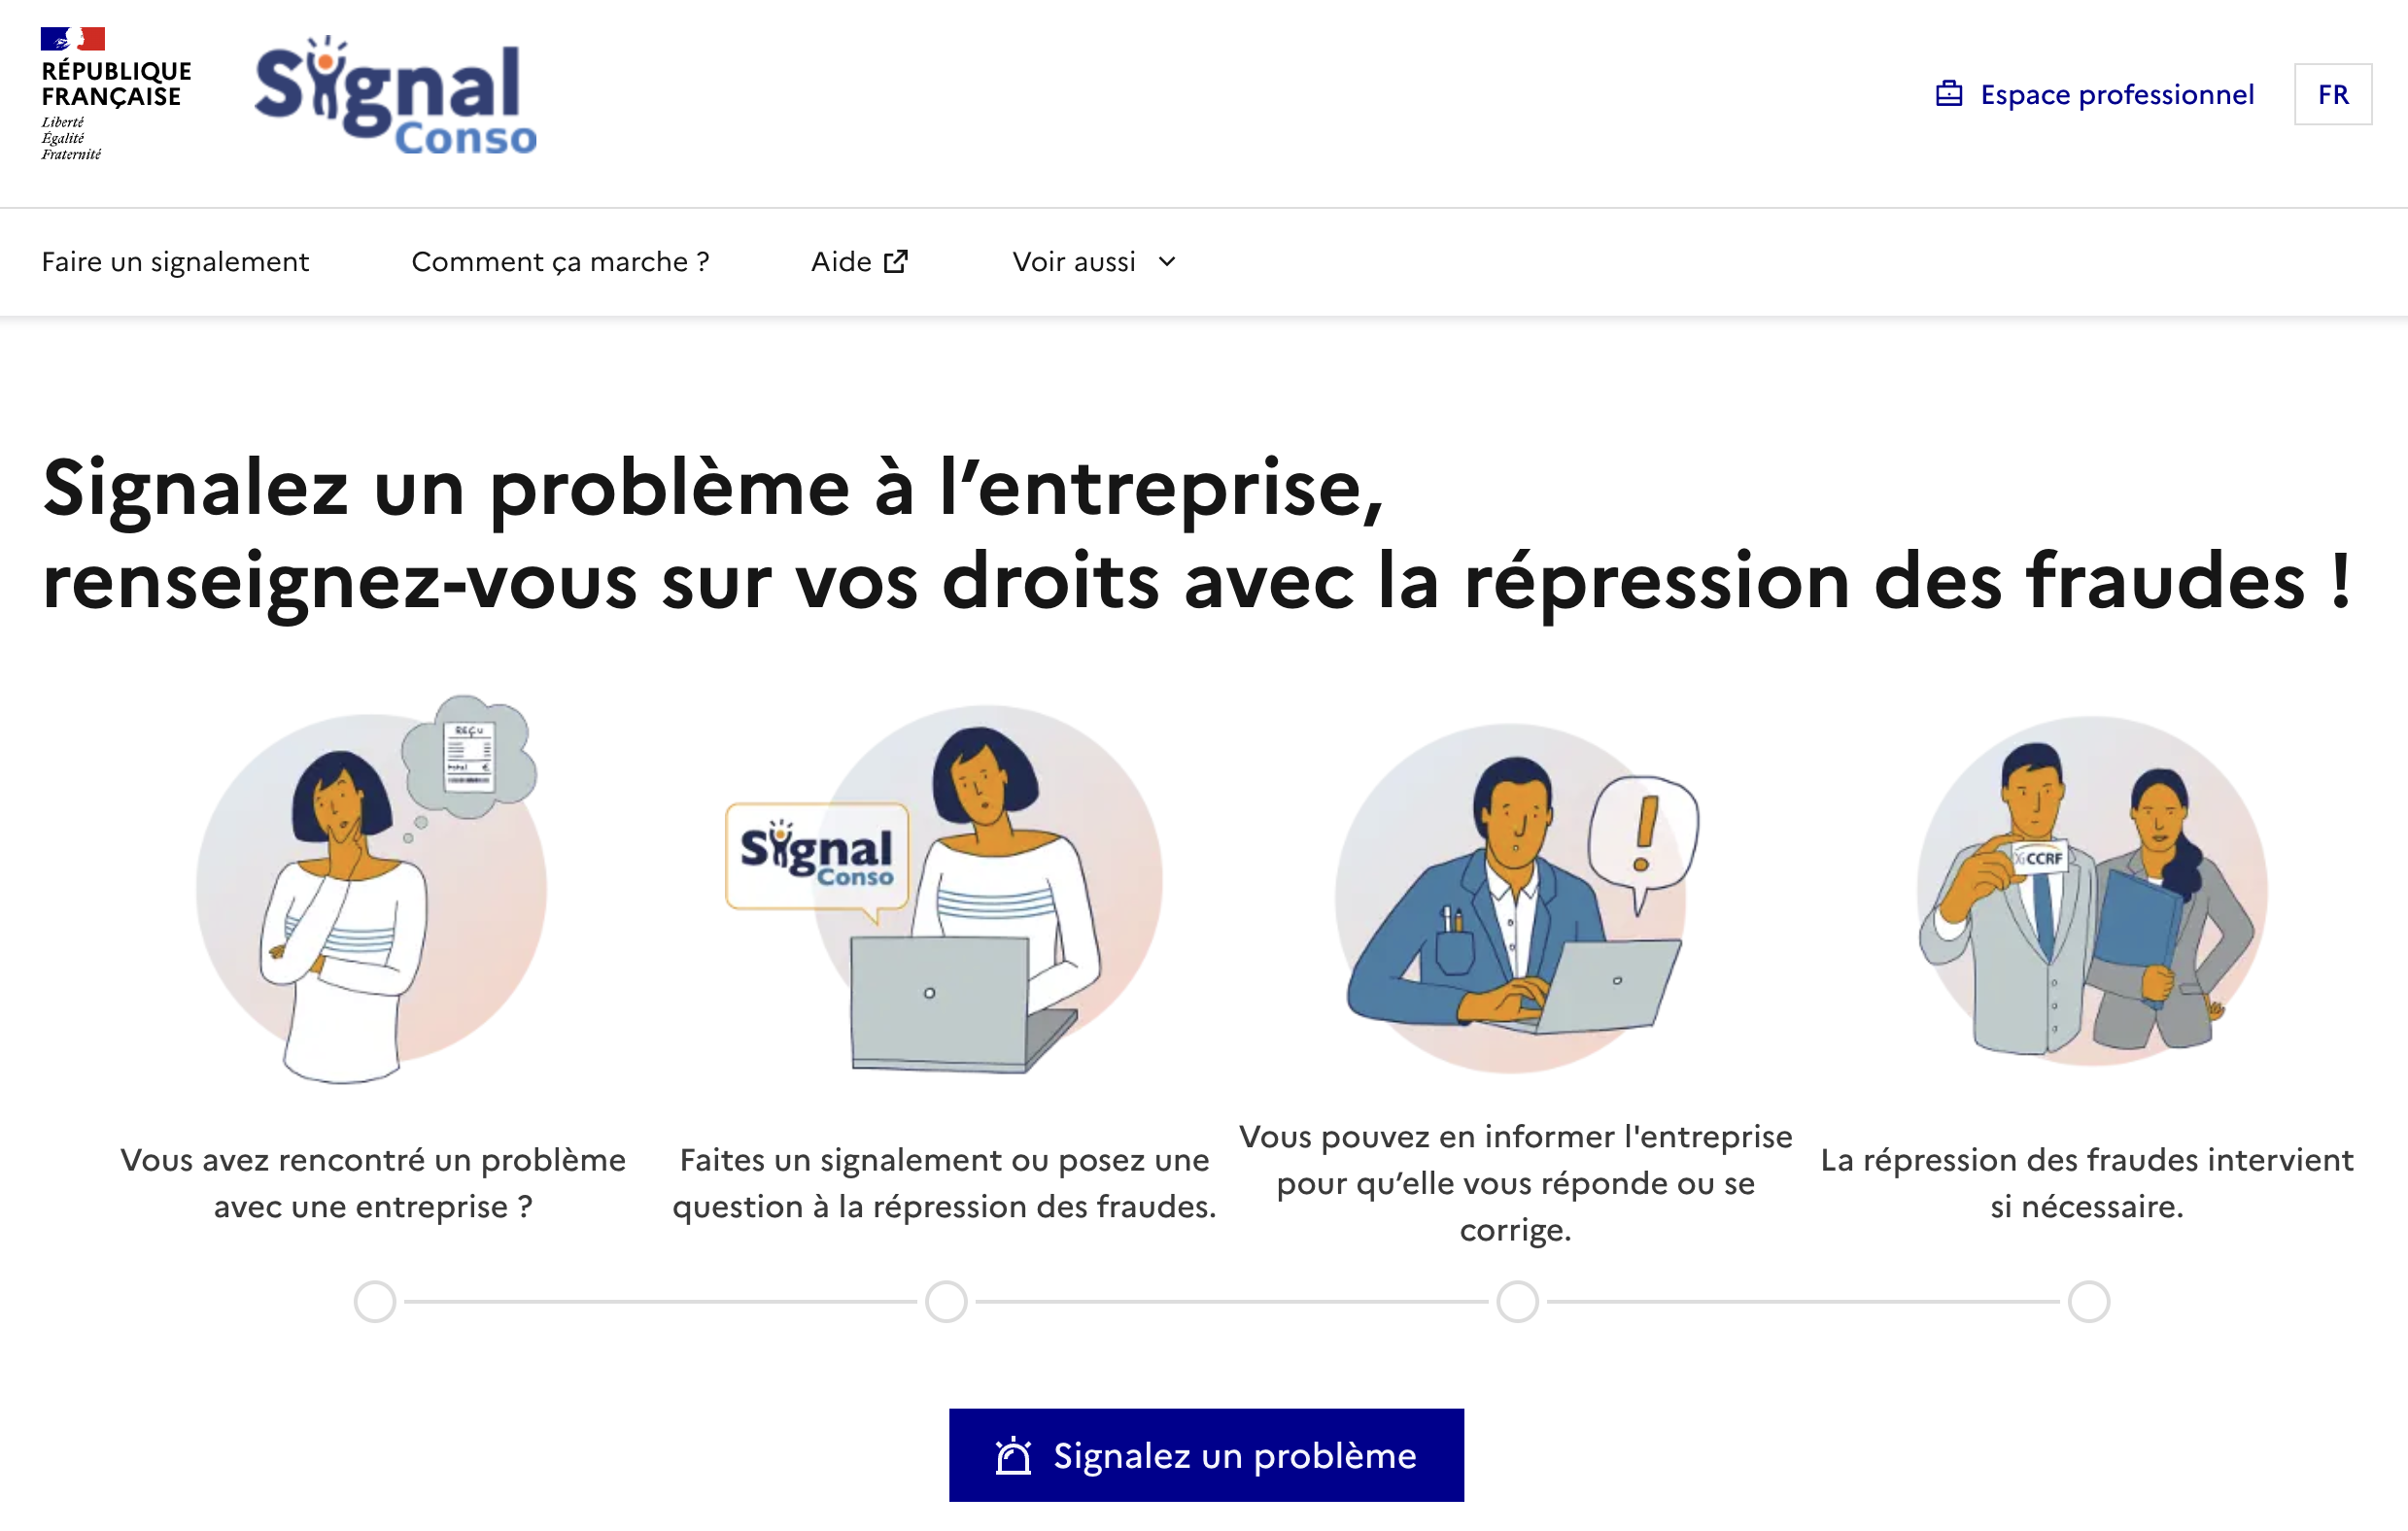 RÉPUBLIQUE
FRANÇAISE
Liberté
Égalité
Fraternité
Signal
Conso
Espace professionnel
FR
Faire un signalement
Comment ça marche ?
Aide
Voir aussi
Signalez un problème à l’entreprise,
renseignez-vous sur vos droits avec la répression des fraudes !
REÇU
total €
Signal
Conso
!
DGCCRF
Vous avez rencontré un problème
avec une entreprise ?
Faites un signalement ou posez une
question à la répression des fraudes.
Vous pouvez en informer l'entreprise
pour qu’elle vous réponde ou se
corrige.
La répression des fraudes intervient
si nécessaire.
Signalez un problème